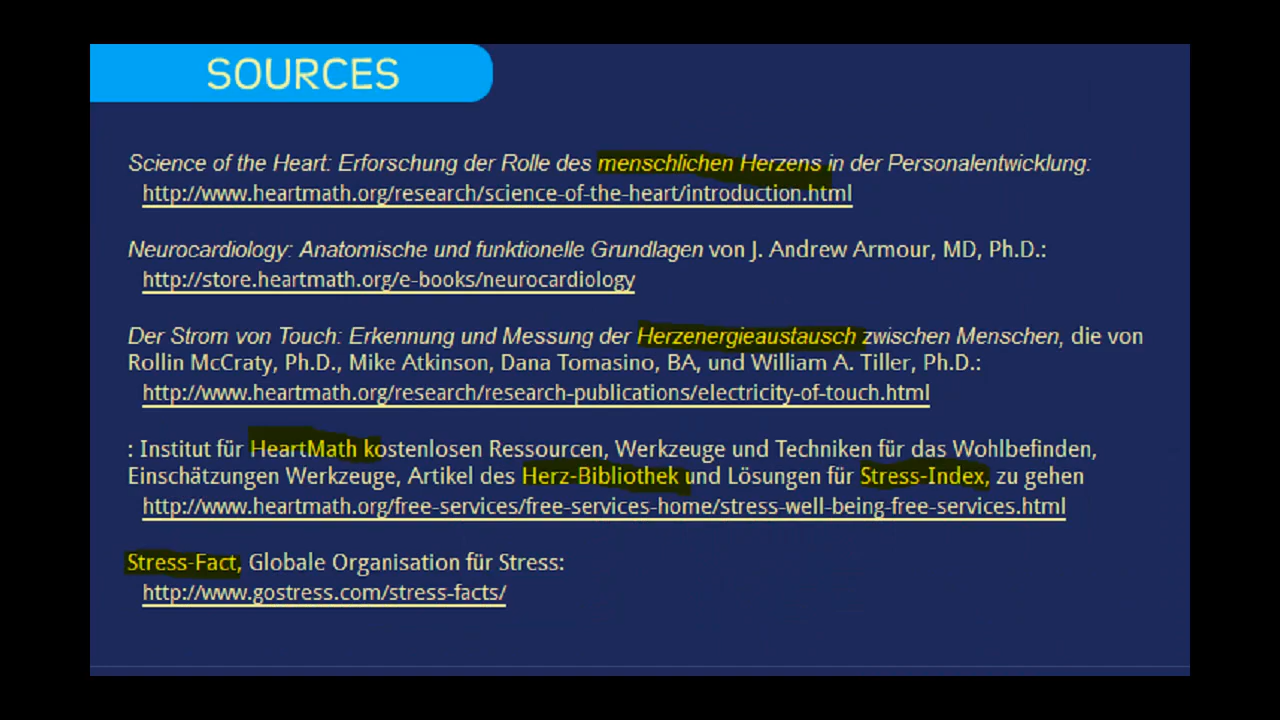 SOURCES
Science of the Heart: Erforschung der Rolle des menschlichen Herzens in der Personalentwicklung:
http://www.heartmath.org/research/science-of-the-heart/introduction.html
Neurocardiology: Anatomische und funktionelle Grundlagen von J. Andrew Armour, MD, Ph.D.:
http://store.heartmath.org/e-books/neurocardiology
Der Strom von Touch: Erkennung und Messung der Herzenergieaustausch zwischen Menschen, die von
Rollin McCraty, Ph.D., Mike Atkinson, Dana Tomasino, BA, und William A. Tiller, Ph.D.:
http://www.heartmath.org/research/research-publications/electricity-of-touch.html
: Institut für HeartMath kostenlosen Ressourcen, Werkzeuge und Techniken für das Wohlbefinden,
Einschätzungen Werkzeuge, Artikel des Herz-Bibliothek und Lösungen für Stress-Index, zu gehen
http://www.heartmath.org/free-services/free-services-home/stress-well-being-free-services.html
Stress-Fact, Globale Organisation für Stress:
http://www.gostress.com/stress-facts/